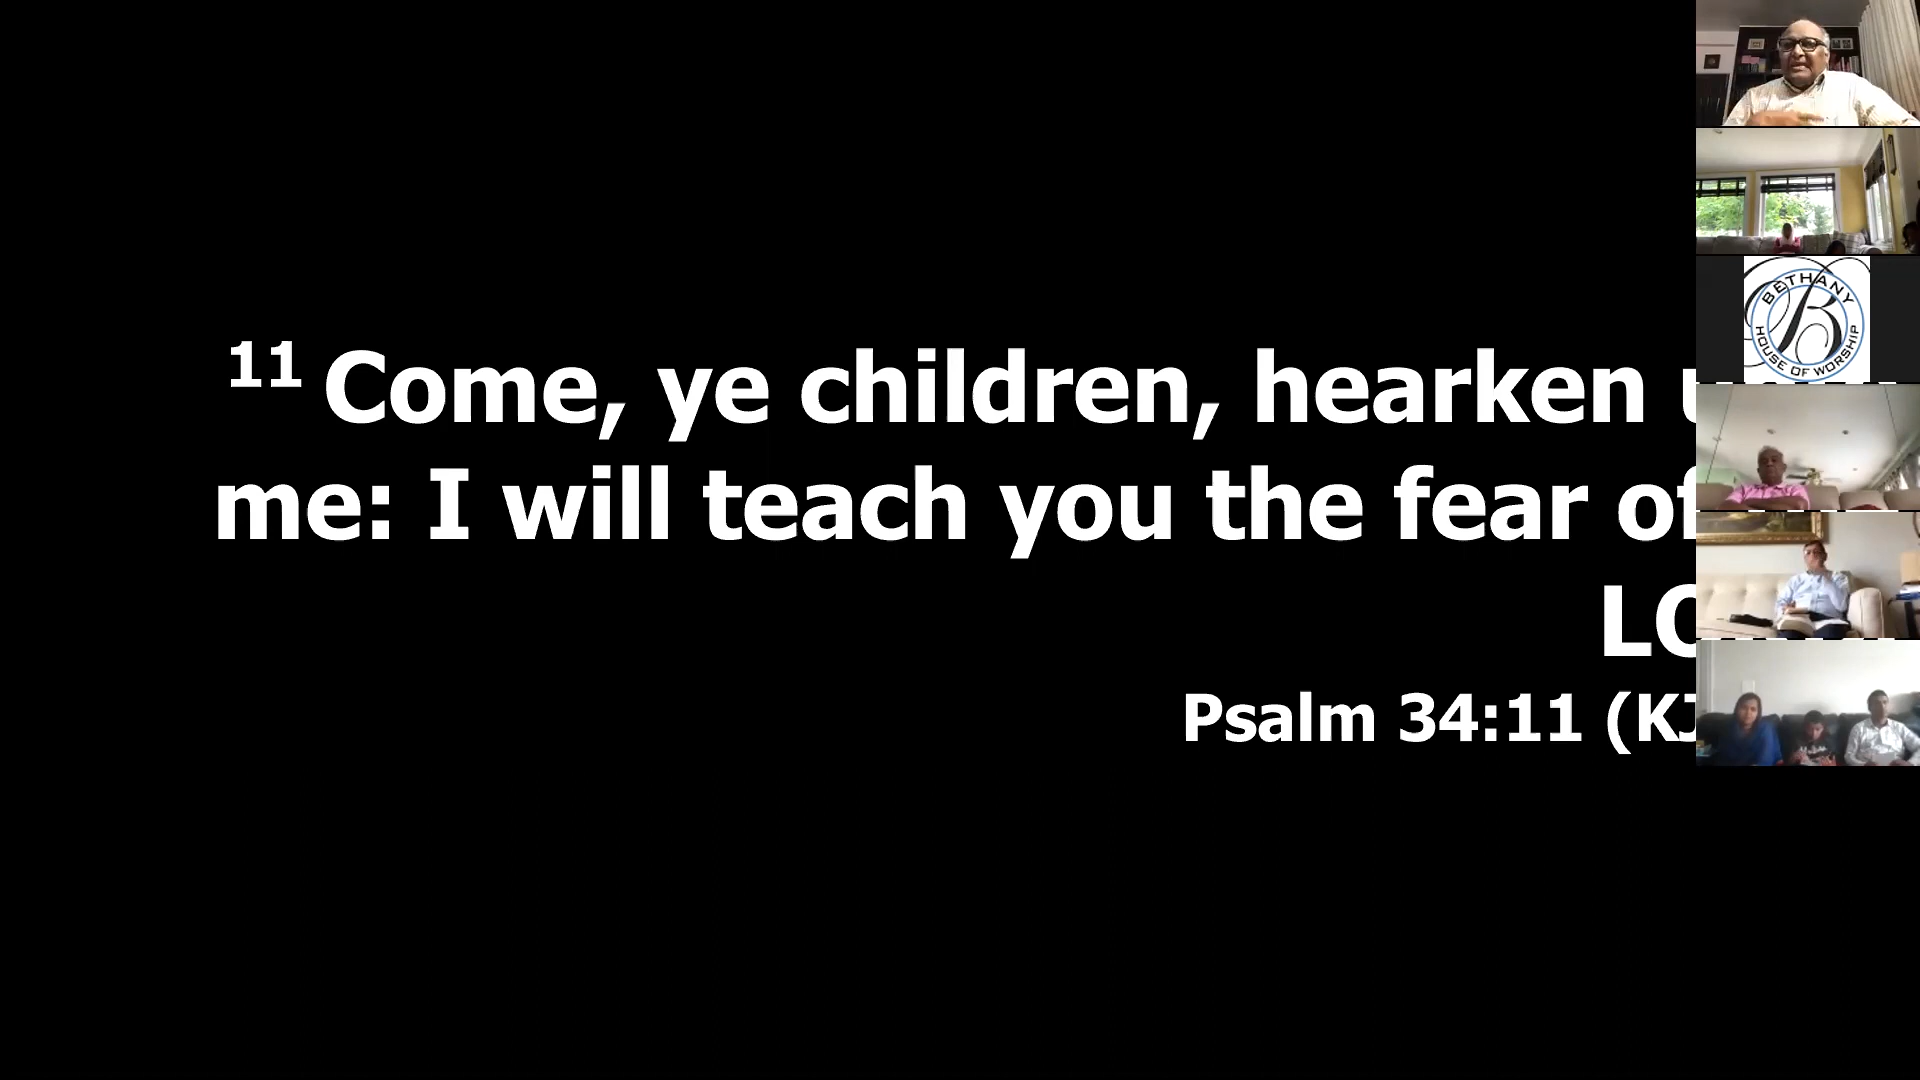 11 Come, ye children, hearken
me: I will teach you the fear of
Psalm 34:11
BETHANY
B
HOUSE OF WORSHIP